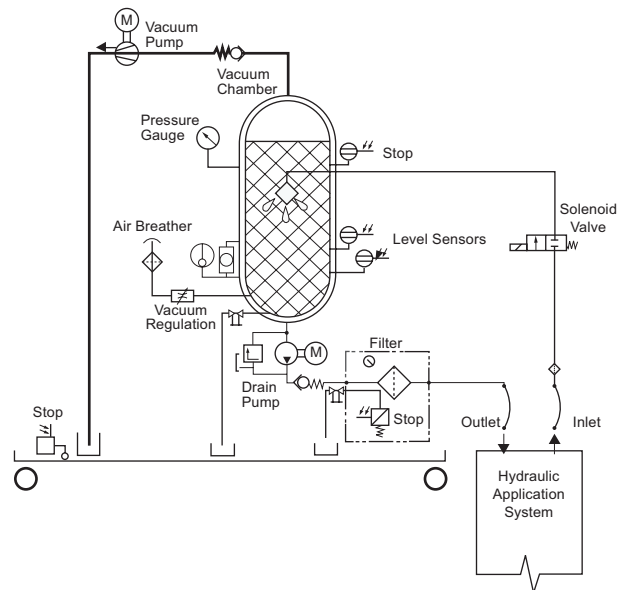 M
Vacuum
Pump
Vacuum
Chamber
Pressure
Gauge
Stop
Air Breather
Solenoid
Valve
Level Sensors
Vacuum
Regulation
Filter
M
Drain
Pump
Stop
Stop
Outlet
Inlet
Hydraulic
Application
System